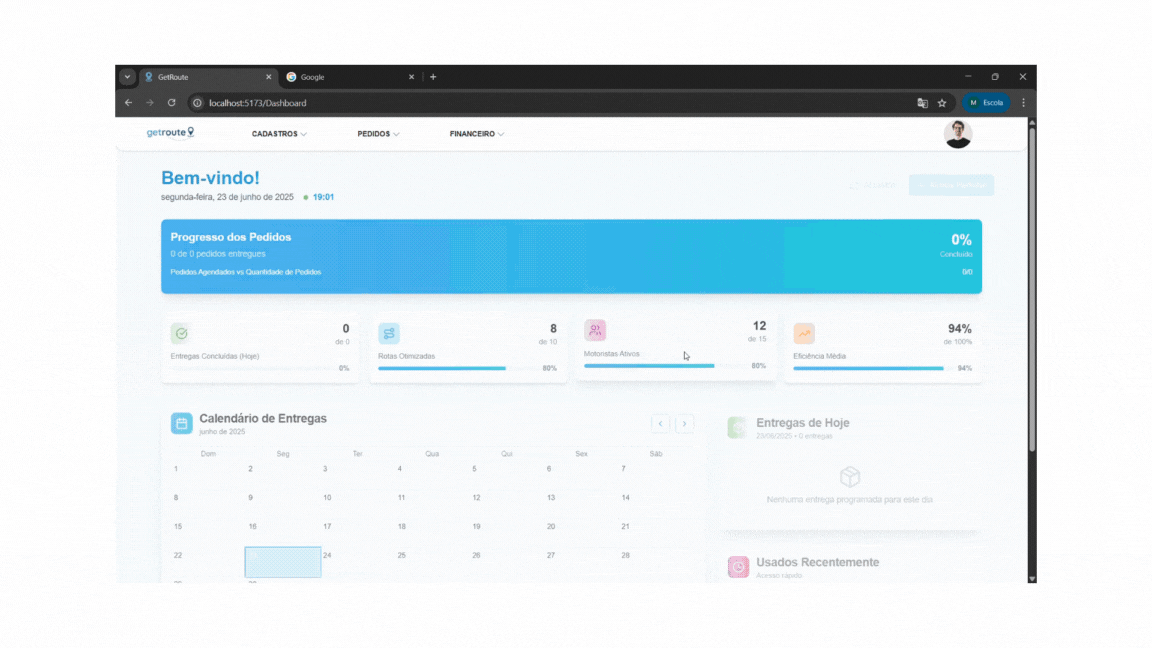 GetRoute
Google
localhost:5173/Dashboard
M Escola
getroute
CADASTROS
PEDIDOS
FINANCEIRO
Bem-vindo!
segunda-feira, 23 de junho de 2025 19:01
Progresso dos Pedidos
0 de 0 pedidos entregues
Pedidos Agendados vs Quantidade de Pedidos
0%
Concluído
0/0
0
de 0
Entregas Concluídas (Hoje)
0%
8
de 10
Rotas Otimizadas
80%
12
de 15
Motoristas Ativos
80%
94%
de 100%
Eficiência Média
94%
Calendário de Entregas
junho de 2025
Dom Seg Ter Qua Qui Sex Sáb
1 2 3 4 5 6 7
8 9 10 11 12 13 14
15 16 17 18 19 20 21
22 24 25 26 27 28
Entregas de Hoje
23/06/2025 • 0 entregas
Nenhuma entrega programada para este dia
Usados Recentemente
Acesso rápido